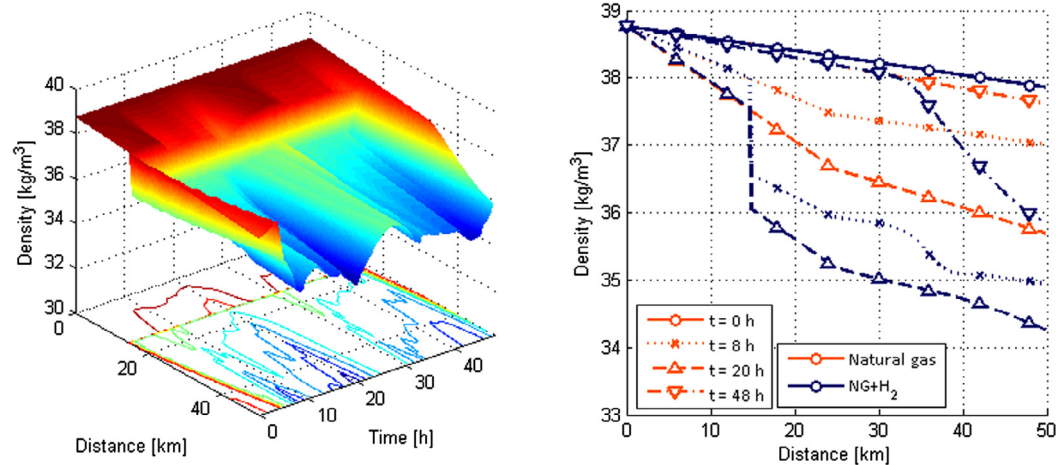 40
38
36
34
32
30
Density [kg/m³]
0
20
40
Distance [km]
0
10
20
30
40
Time [h]
39
38
37
36
35
34
33
Density [kg/m³]
t = 0 h
t = 8 h
t = 20 h
t = 48 h
Natural gas
NG+H₂
0
10
20
30
40
50
Distance [km]